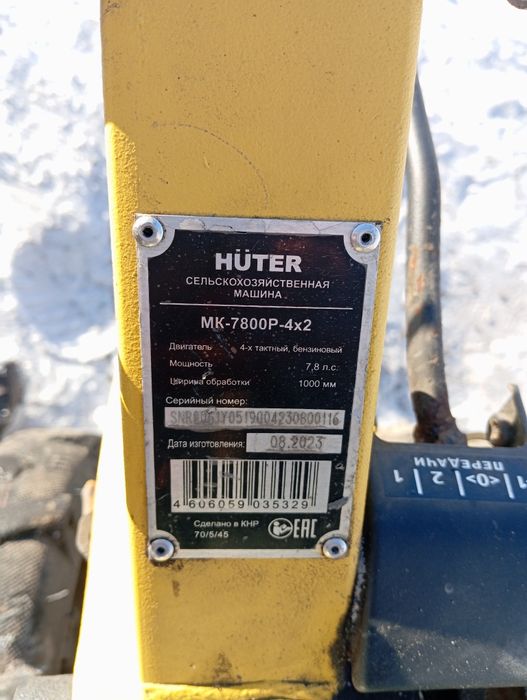 HÜTER
СЕЛЬСКОХОЗЯЙСТВЕННАЯ
МАШИНА
МК-7800Р-4х2
Двигатель 4-х тактный, бензиновый
Мощность 7,8 л.с.
Ширина обработки 1000 мм
Серийный номер:
Дата изготовления: 08.2023
4 606059 035329
Сделано в КНР
70/5/45
EAC
1 <0> 2 1
ПЕРЕДАЧИ